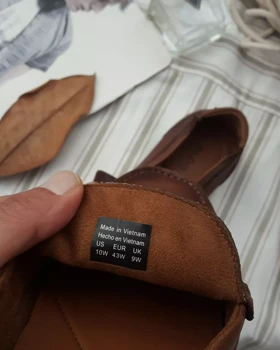 Made in Vietnam
Hecho en Vietnam
US EUR UK
10W 43W 9W